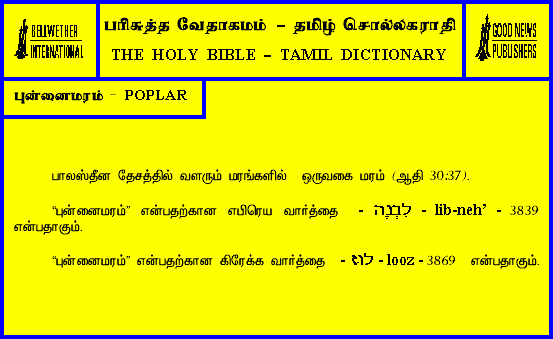 BELLWETHER
INTERNATIONAL
பரிசுத்த வேதாகமம் – தமிழ் சொல்லகராதி
THE HOLY BIBLE – TAMIL DICTIONARY
GOOD NEWS
PUBLISHERS
புன்னைமரம் – POPLAR
பாலஸ்தீன தேசத்தில் வளரும் மரங்களில் ஒருவகை மரம் (ஆதி 30:37).
“புன்னைமரம்” என்பதற்கான எபிரெய வார்த்தை - לִבְנֶה - lib-neh’ - 3839
என்பதாகும்.
“புன்னைமரம்” என்பதற்கான கிரேக்க வார்த்தை - לוּז - looz - 3869 என்பதாகும்.